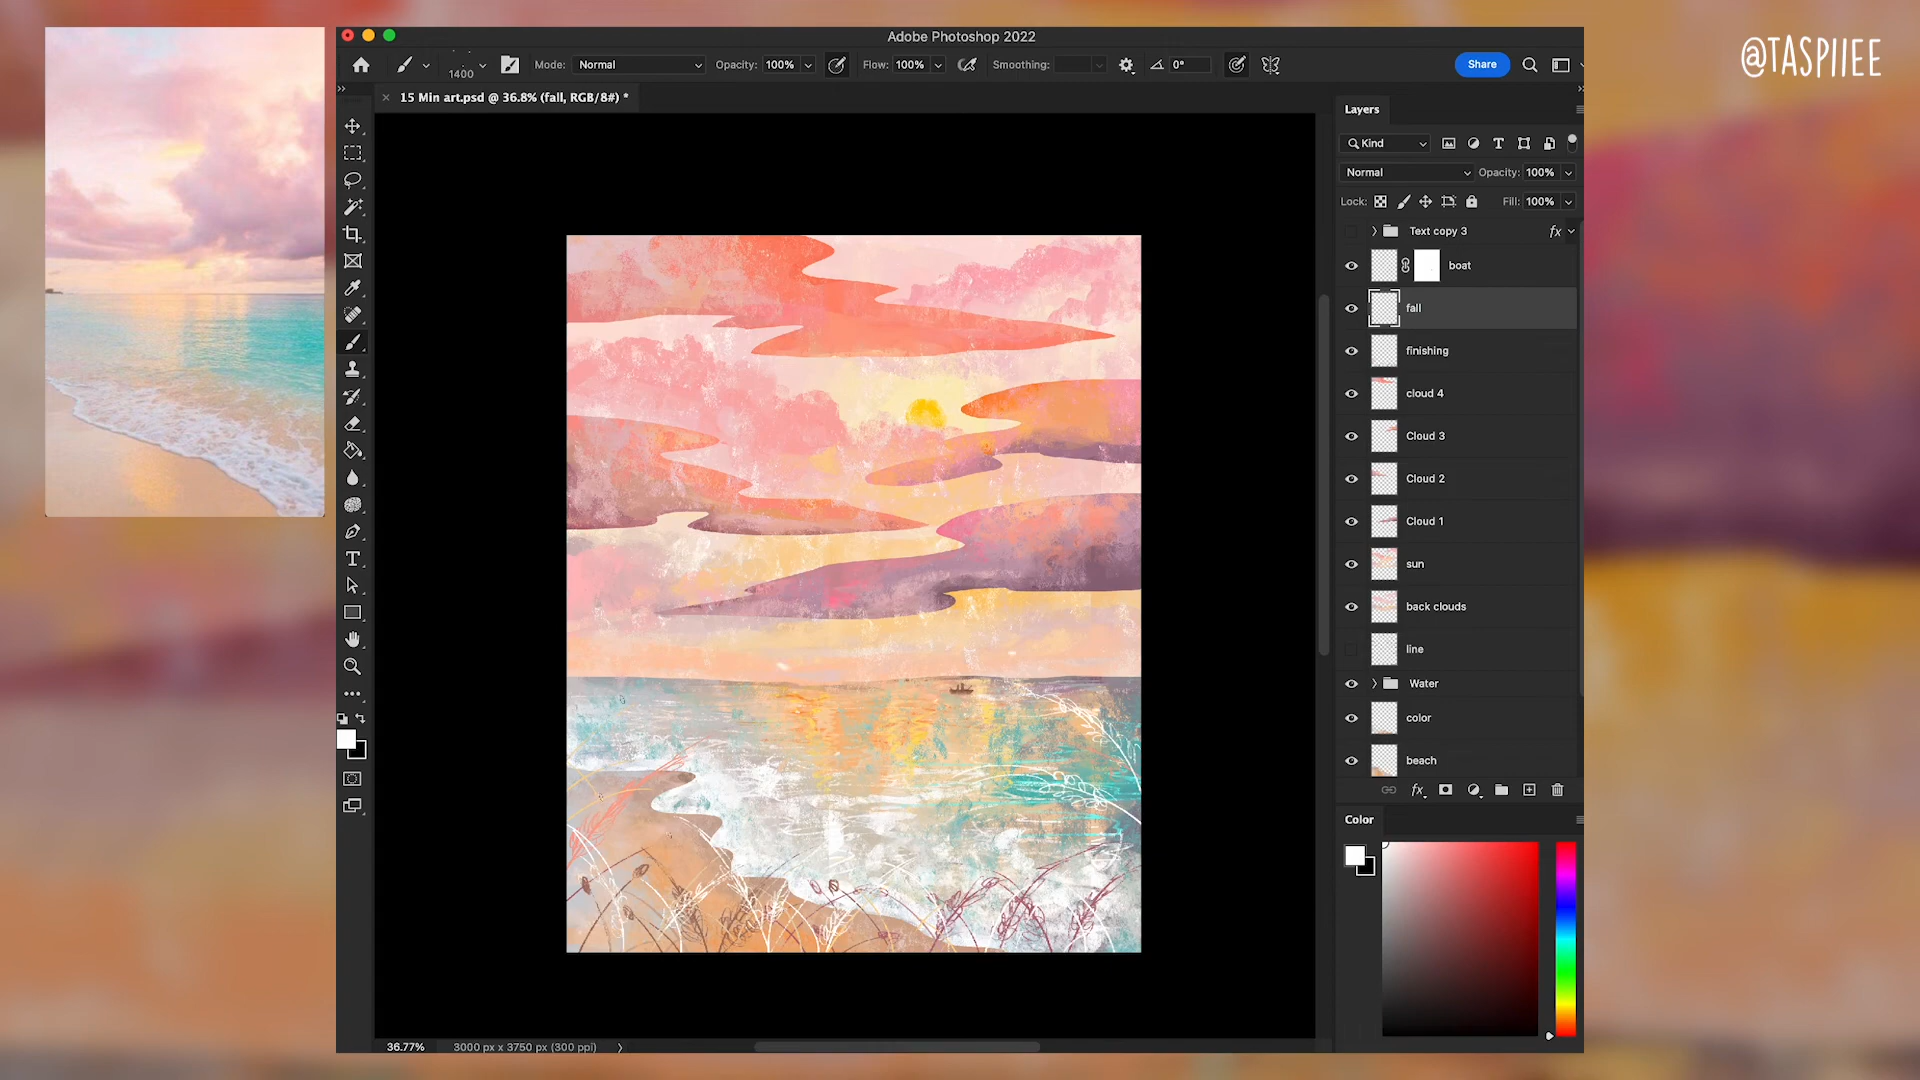 @TASPIIEE
Adobe Photoshop 2022
1400
Mode:
Normal
Opacity:
100%
Flow:
100%
Smoothing:
0°
Share
15 Min art.psd @ 36.8% (fall, RGB/8#) *
Layers
Kind
Normal
Opacity:
100%
Lock:
Fill:
100%
Text copy 3
fx
boat
fall
finishing
cloud 4
Cloud 3
Cloud 2
Cloud 1
sun
back clouds
line
Water
color
beach
fx
Color
36.77%
3000 px x 3750 px (300 ppi)